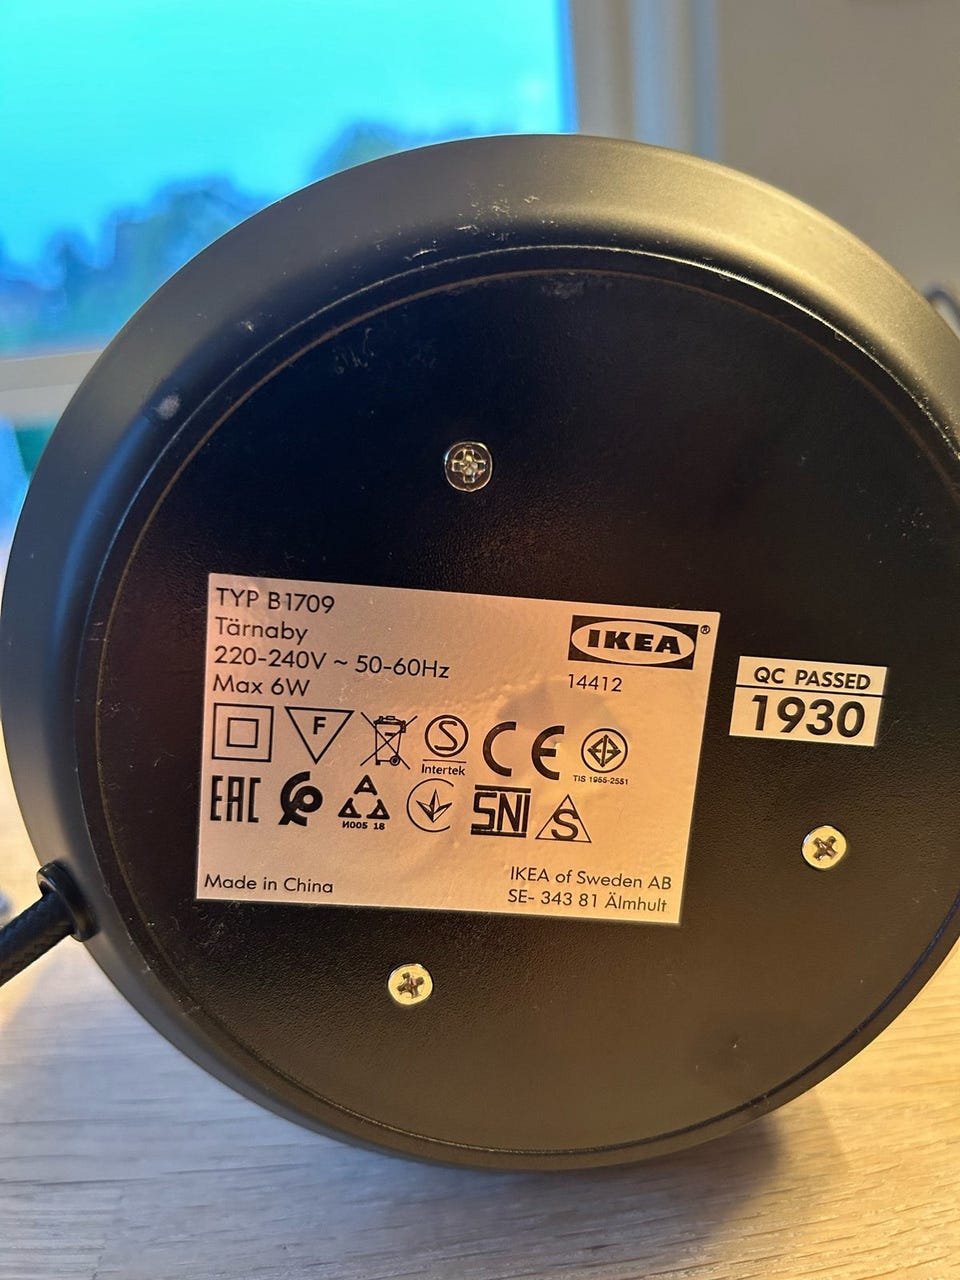 TYP B1709
Tärnaby
220-240V ~ 50-60Hz
Max 6W
IKEA®
14412
F
S
Intertek
CE
TIS 1955-2551
EAC
И005 18
SNI
S
Made in China
IKEA of Sweden AB
SE- 343 81 Älmhult
QC PASSED
1930